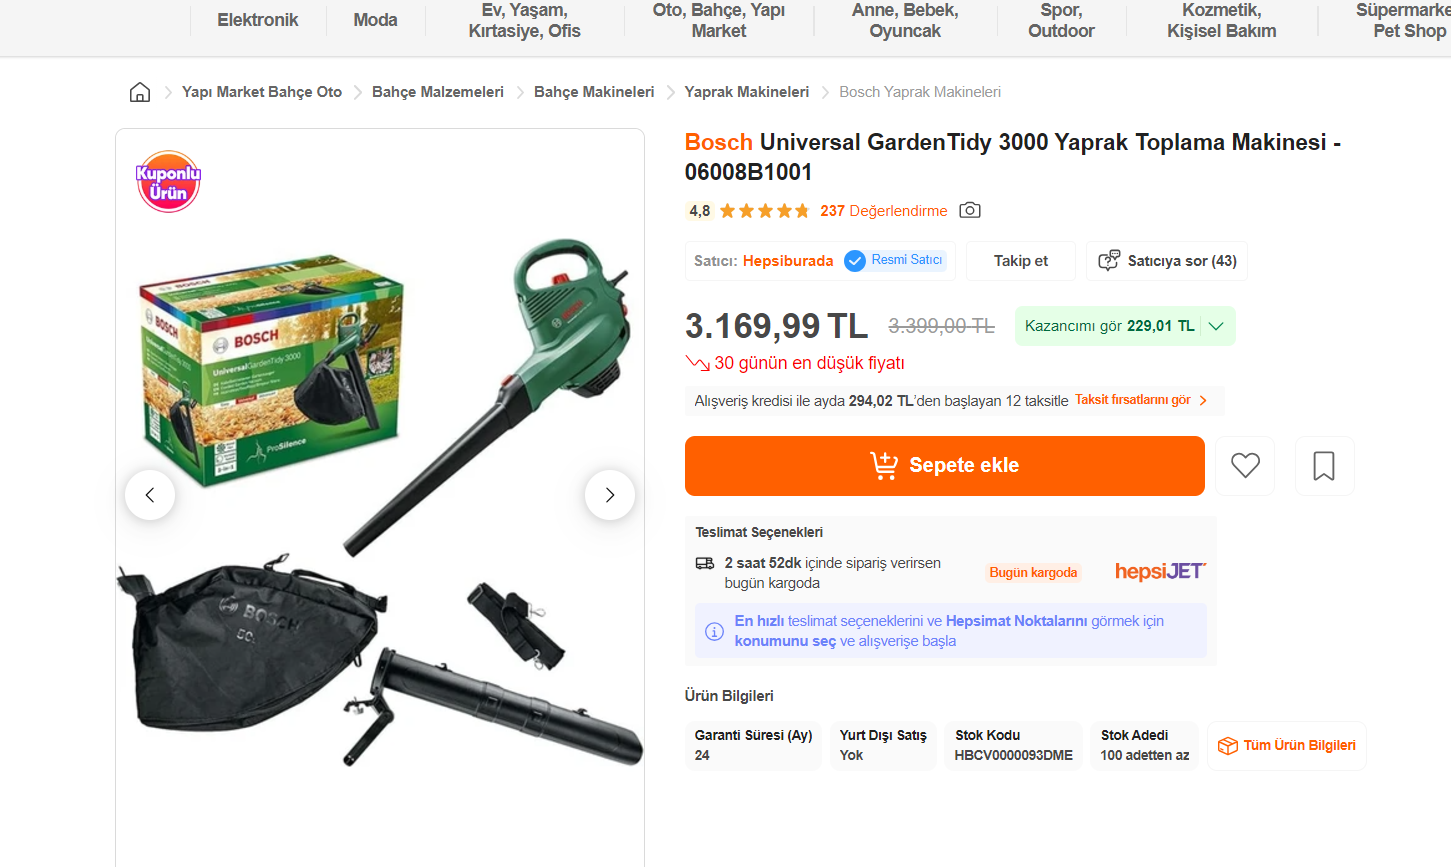 Elektronik
Moda
Ev, Yaşam,
Kırtasiye, Ofis
Oto, Bahçe, Yapı
Market
Anne, Bebek,
Oyuncak
Spor,
Outdoor
Kozmetik,
Kişisel Bakım
Süpermarke
Pet Shop
Yapı Market Bahçe Oto
Bahçe Malzemeleri
Bahçe Makineleri
Yaprak Makineleri
Bosch Yaprak Makineleri
Kuponlu
Ürün
BOSCH
BOSCH
UniversalGardenTidy 3000
ProSilence
BOSCH
BOSCH
50
Bosch Universal GardenTidy 3000 Yaprak Toplama Makinesi -
06008B1001
4,8
237 Değerlendirme
Satıcı: Hepsiburada
Resmi Satıcı
Takip et
Satıcıya sor (43)
3.169,99 TL
3.399,00 TL
Kazancımı gör 229,01 TL
30 günün en düşük fiyatı
Alışveriş kredisi ile ayda 294,02 TL'den başlayan 12 taksitle
Taksit fırsatlarını gör
Sepete ekle
Teslimat Seçenekleri
2 saat 52dk içinde sipariş verirsen
bugün kargoda
Bugün kargoda
hepsiJET
En hızlı teslimat seçeneklerini ve Hepsimat Noktalarını görmek için
konumunu seç ve alışverişe başla
Ürün Bilgileri
Garanti Süresi (Ay)
24
Yurt Dışı Satış
Yok
Stok Kodu
HBCV0000093DME
Stok Adedi
100 adetten az
Tüm Ürün Bilgileri